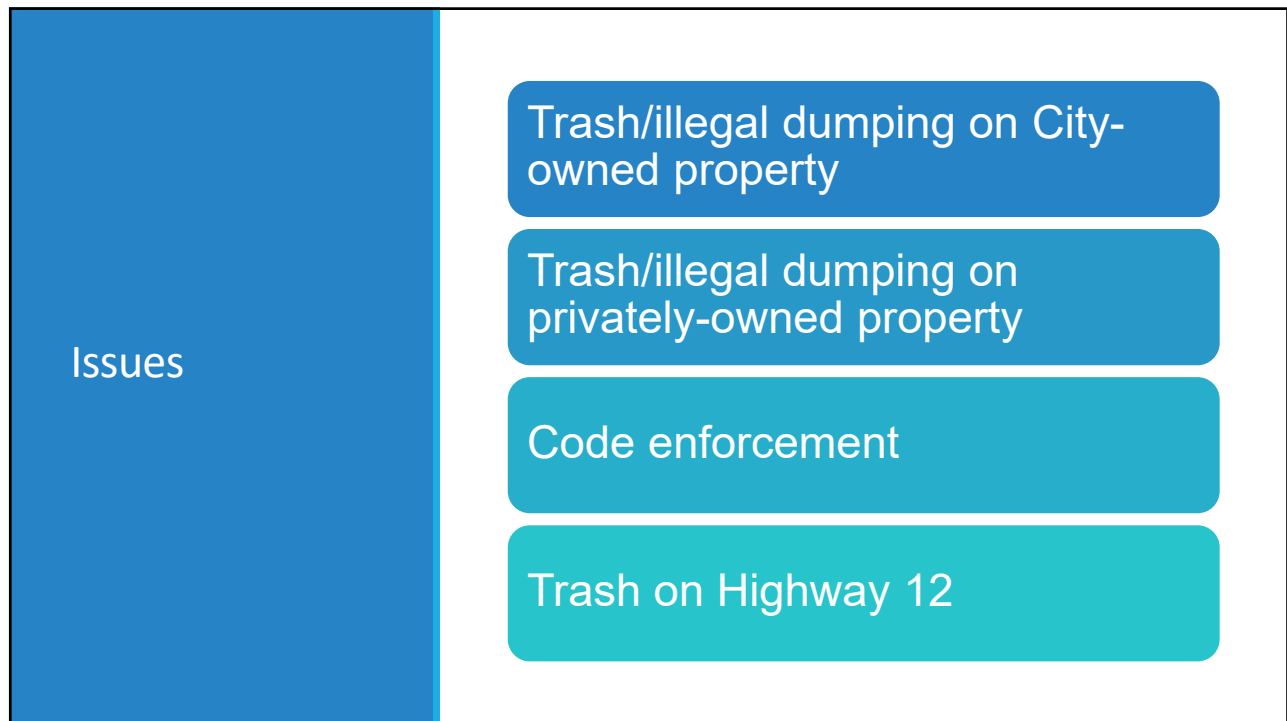 Issues
Trash/illegal dumping on City-
owned property
Trash/illegal dumping on
privately-owned property
Code enforcement
Trash on Highway 12